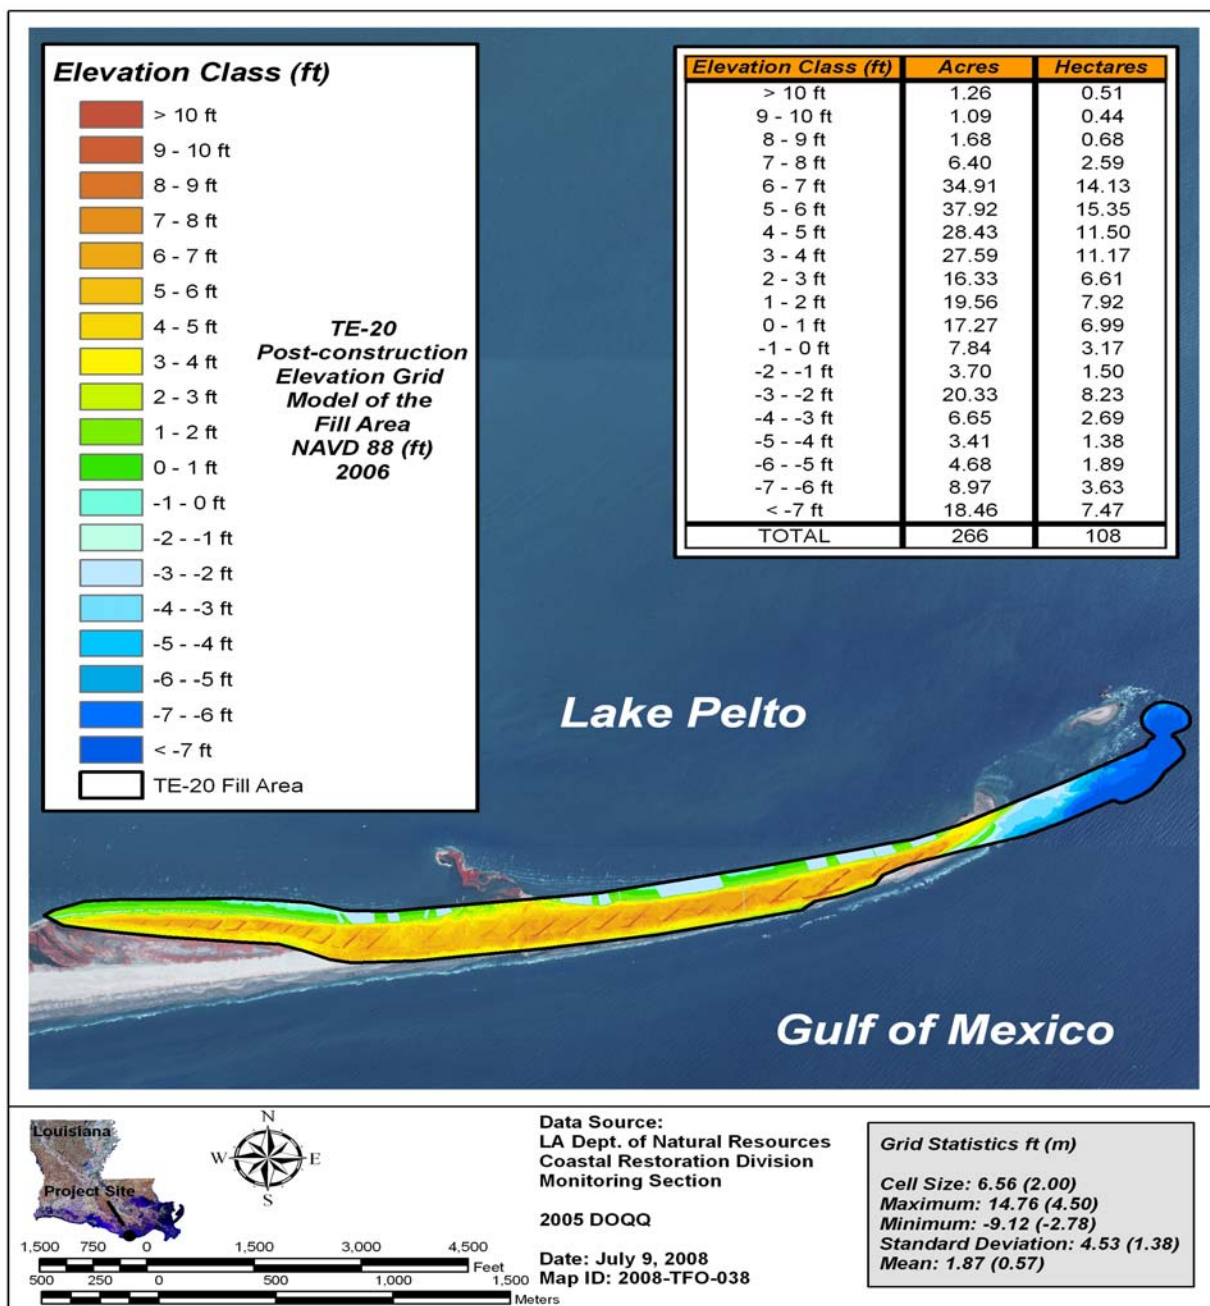 Elevation Class (ft)
> 10 ft
9 - 10 ft
8 - 9 ft
7 - 8 ft
6 - 7 ft
5 - 6 ft
4 - 5 ft
3 - 4 ft
2 - 3 ft
1 - 2 ft
0 - 1 ft
-1 - 0 ft
-2 - -1 ft
-3 - -2 ft
-4 - -3 ft
-5 - -4 ft
-6 - -5 ft
-7 - -6 ft
< -7 ft
TE-20 Fill Area
TE-20
Post-construction
Elevation Grid
Model of the
Fill Area
NAVD 88 (ft)
2006
Elevation Class (ft) Acres Hectares
> 10 ft 1.26 0.51
9 - 10 ft 1.09 0.44
8 - 9 ft 1.68 0.68
7 - 8 ft 6.40 2.59
6 - 7 ft 34.91 14.13
5 - 6 ft 37.92 15.35
4 - 5 ft 28.43 11.50
3 - 4 ft 27.59 11.17
2 - 3 ft 16.33 6.61
1 - 2 ft 19.56 7.92
0 - 1 ft 17.27 6.99
-1 - 0 ft 7.84 3.17
-2 - -1 ft 3.70 1.50
-3 - -2 ft 20.33 8.23
-4 - -3 ft 6.65 2.69
-5 - -4 ft 3.41 1.38
-6 - -5 ft 4.68 1.89
-7 - -6 ft 8.97 3.63
< -7 ft 18.46 7.47
TOTAL 266 108
Lake Pelto
Gulf of Mexico
Louisiana
Project Site
N
W E
S
1,500 750 0 1,500 3,000 4,500
Feet
500 250 0 500 1,000 1,500
Meters
Data Source:
LA Dept. of Natural Resources
Coastal Restoration Division
Monitoring Section
2005 DOQQ
Date: July 9, 2008
Map ID: 2008-TFO-038
Grid Statistics ft (m)
Cell Size: 6.56 (2.00)
Maximum: 14.76 (4.50)
Minimum: -9.12 (-2.78)
Standard Deviation: 4.53 (1.38)
Mean: 1.87 (0.57)